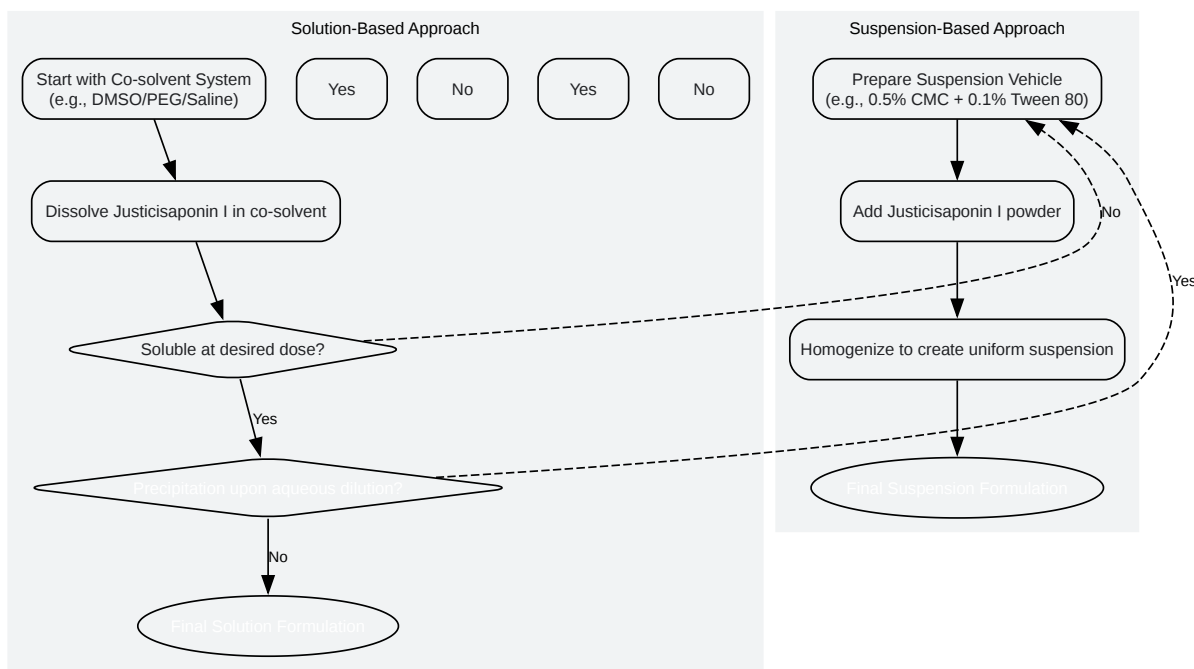 Solution-Based Approach
Suspension-Based Approach
Start with Co-solvent System
(e.g., DMSO/PEG/Saline)
Yes
No
Yes
No
Prepare Suspension Vehicle
(e.g., 0.5% CMC + 0.1% Tween 80)
Dissolve Justicisaponin I in co-solvent
Add Justicisaponin I powder
No
Yes
Soluble at desired dose?
Homogenize to create uniform suspension
Yes
Precipitation upon aqueous dilution?
Final Suspension Formulation
No
Final Solution Formulation